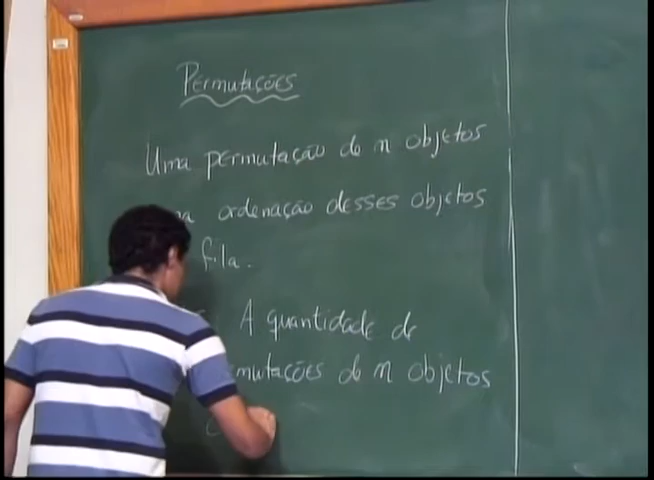 Permutações
Uma permutação de n objetos
ordenação desses objetos
fila.
A quantidade de
mutações de n objetos